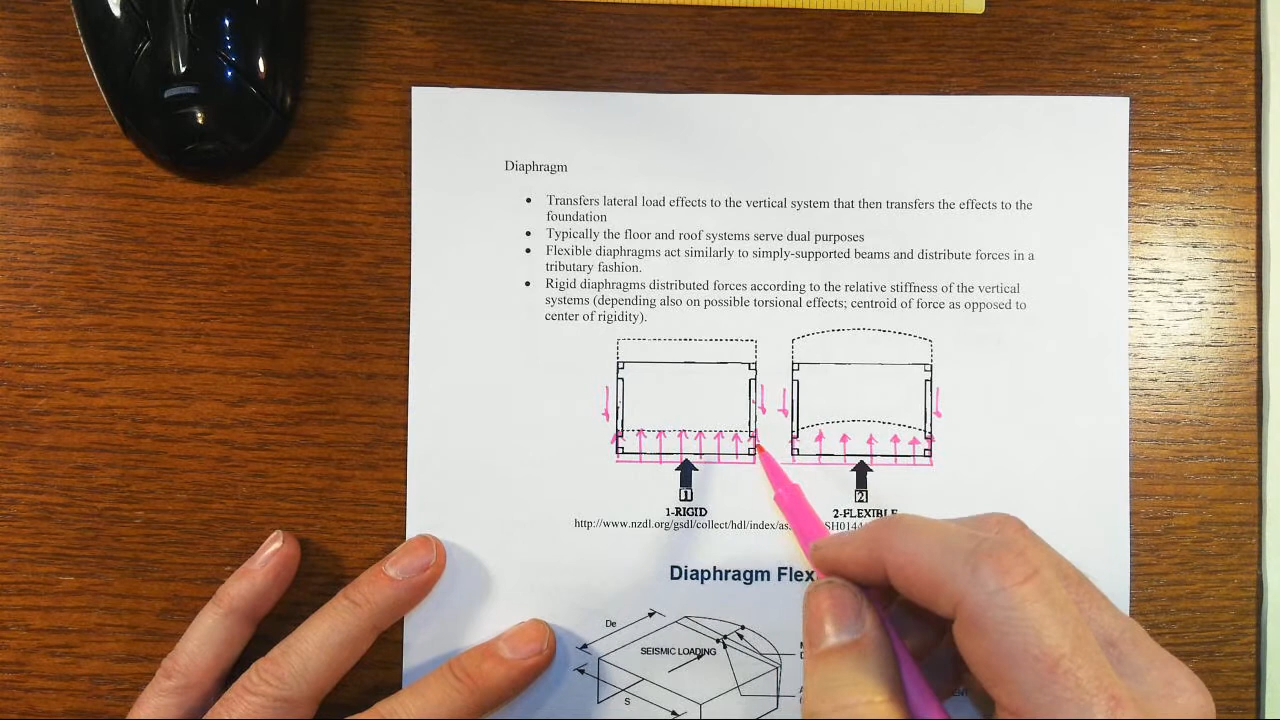 Diaphragm
Transfers lateral load effects to the vertical system that then transfers the effects to the
foundation
Typically the floor and roof systems serve dual purposes
Flexible diaphragms act similarly to simply-supported beams and distribute forces in a
tributary fashion.
Rigid diaphragms distributed forces according to the relative stiffness of the vertical
systems (depending also on possible torsional effects; centroid of force as opposed to
center of rigidity).
1 2
1-RIGID 2-FLEXIBLE
http://www.nzdl.org/gsdl/collect/hdl/index/as
Diaphragm Flex
De
SEISMIC LOADING
S